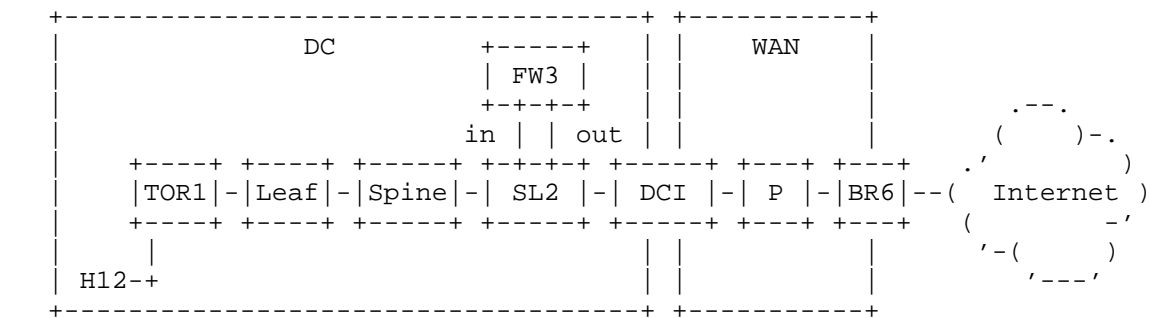 DC WAN
FW3
in out
TOR1 Leaf Spine SL2 DCI P BR6 Internet
H12